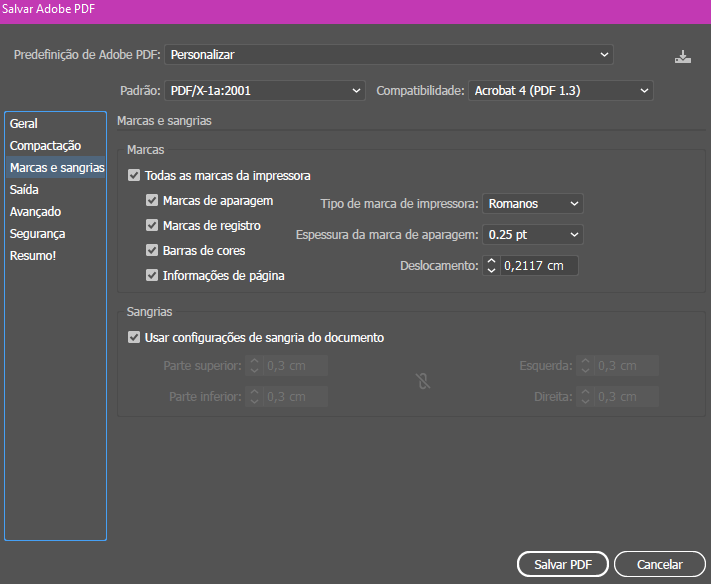 Salvar Adobe PDF
Predefinição de Adobe PDF: Personalizar
Padrão: PDF/X-1a:2001 Compatibilidade: Acrobat 4 (PDF 1.3)
Geral
Compactação
Marcas e sangrias
Saída
Avançado
Segurança
Resumo!
Marcas e sangrias
Marcas
Todas as marcas da impressora
Marcas de aparagem
Marcas de registro
Barras de cores
Informações de página
Tipo de marca de impressora: Romanos
Espessura da marca de aparagem: 0.25 pt
Deslocamento: 0,2117 cm
Sangrias
Usar configurações de sangria do documento
Parte superior: 0,3 cm Esquerda: 0,3 cm
Parte inferior: 0,3 cm Direita: 0,3 cm
Salvar PDF Cancelar